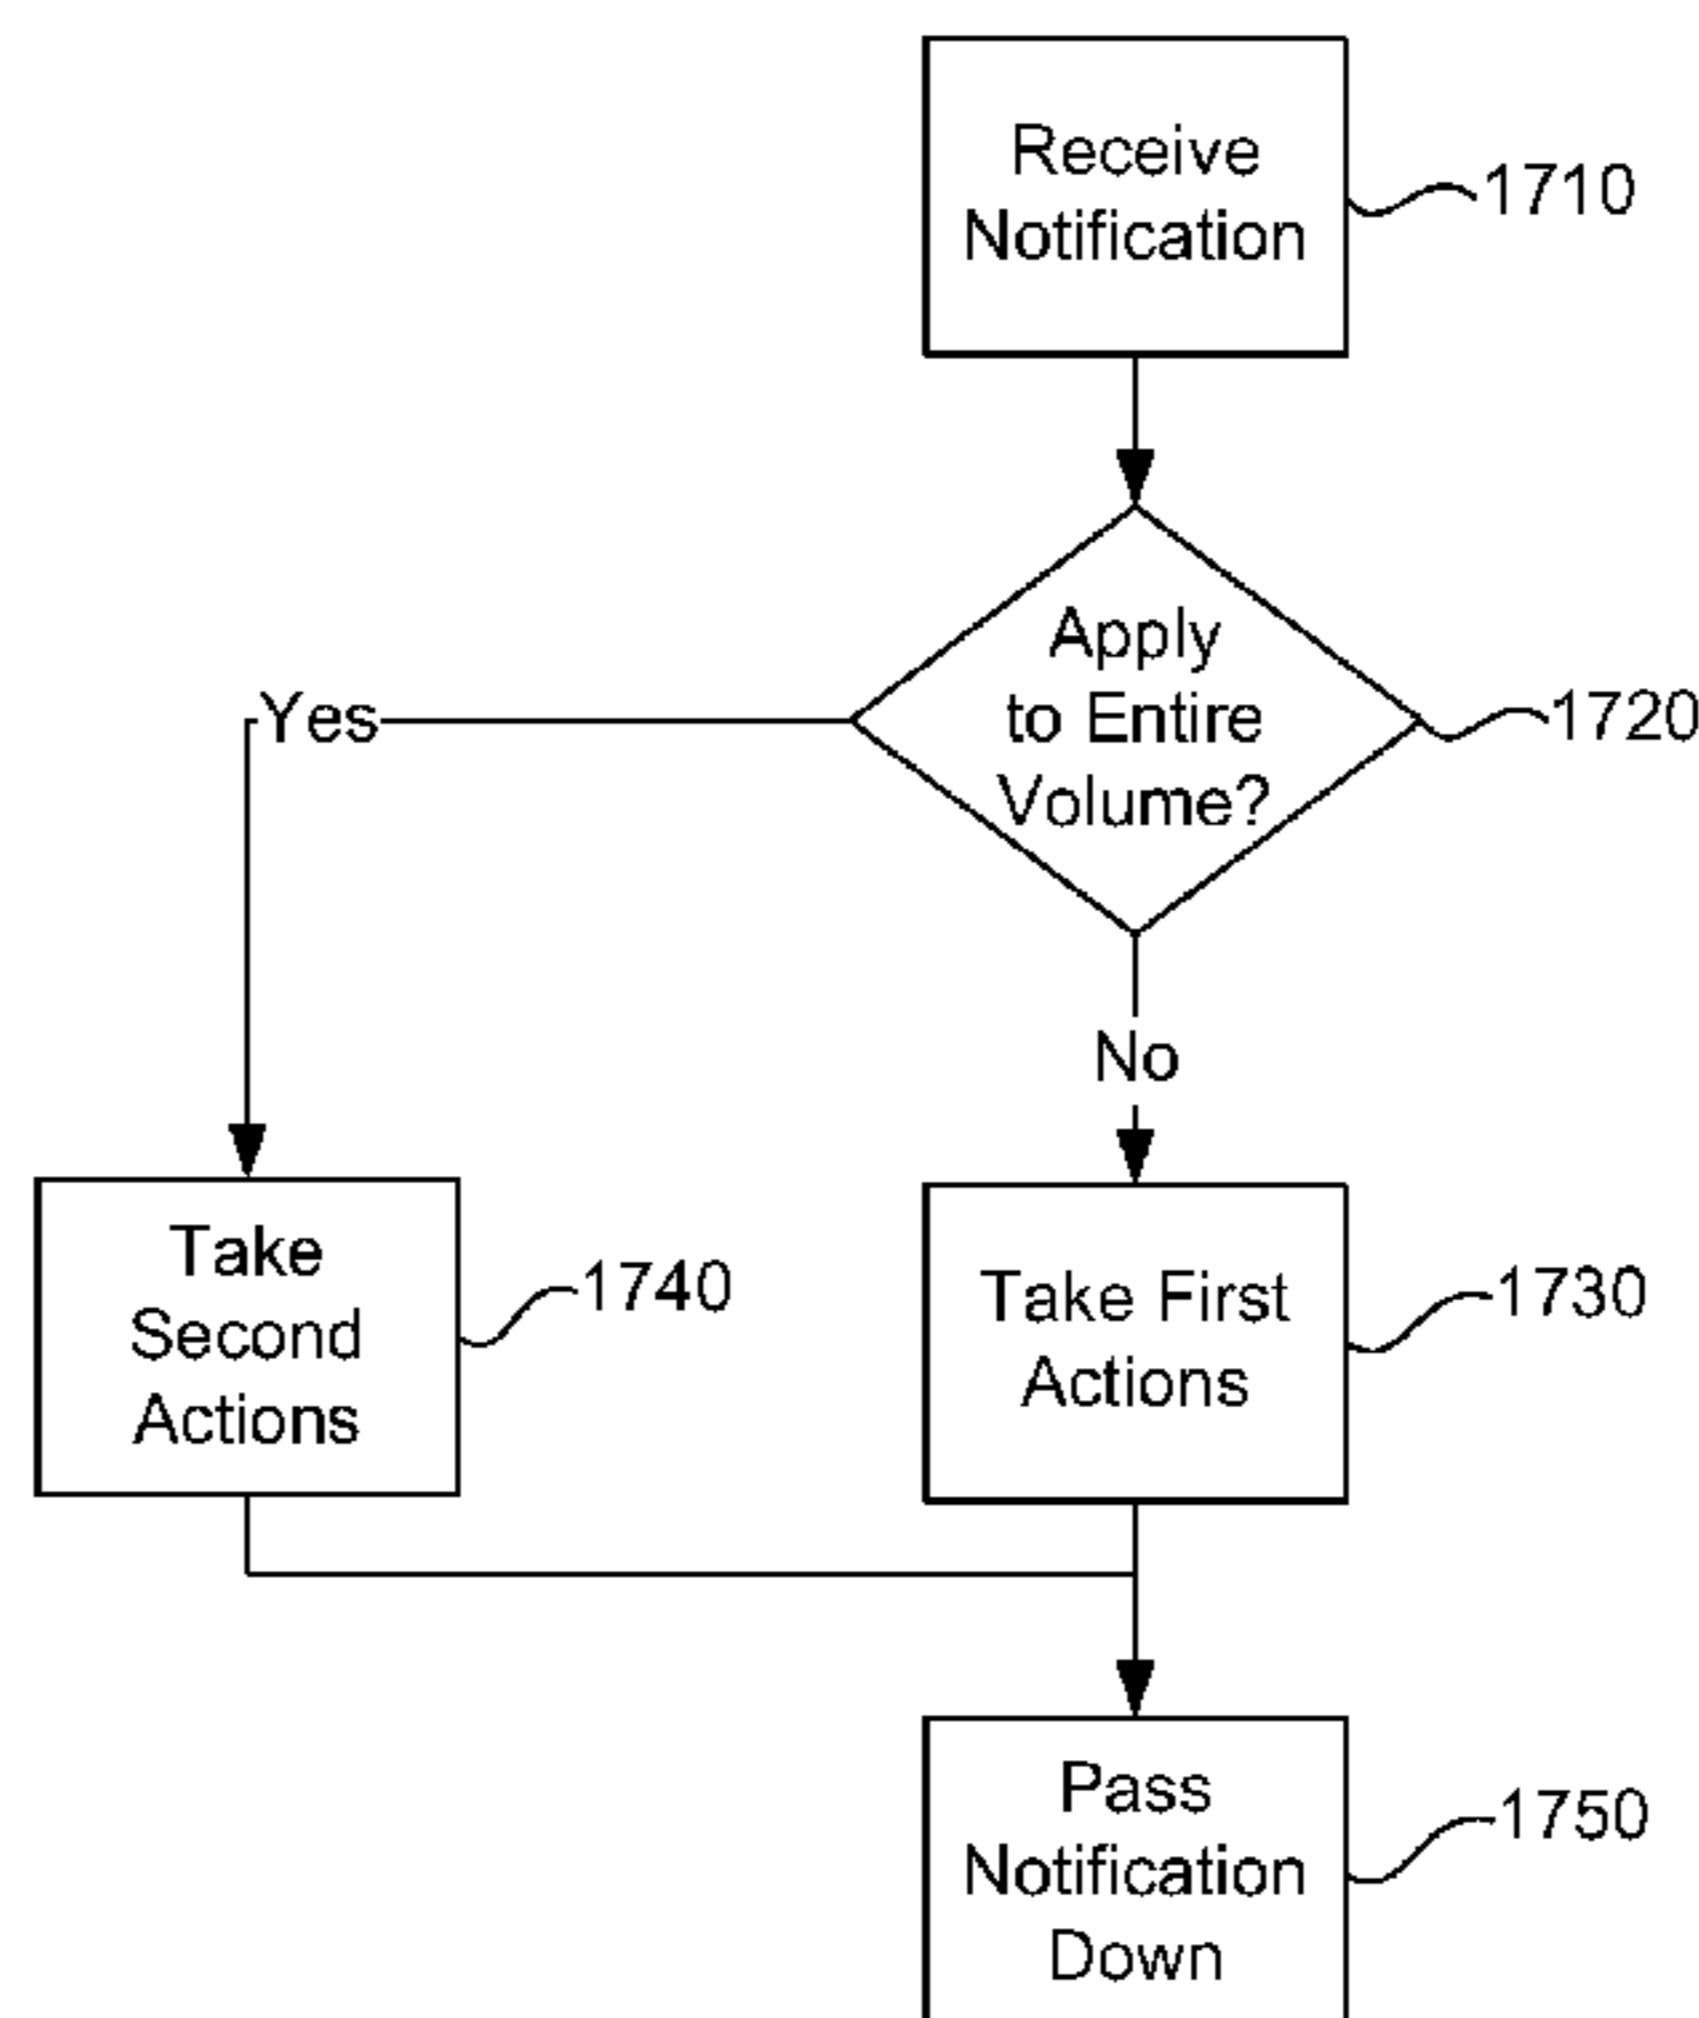 Receive
Notification
1710
Apply
to Entire
Volume?
1720
Yes
No
Take
Second
Actions
1740
Take First
Actions
1730
Pass
Notification
Down
1750